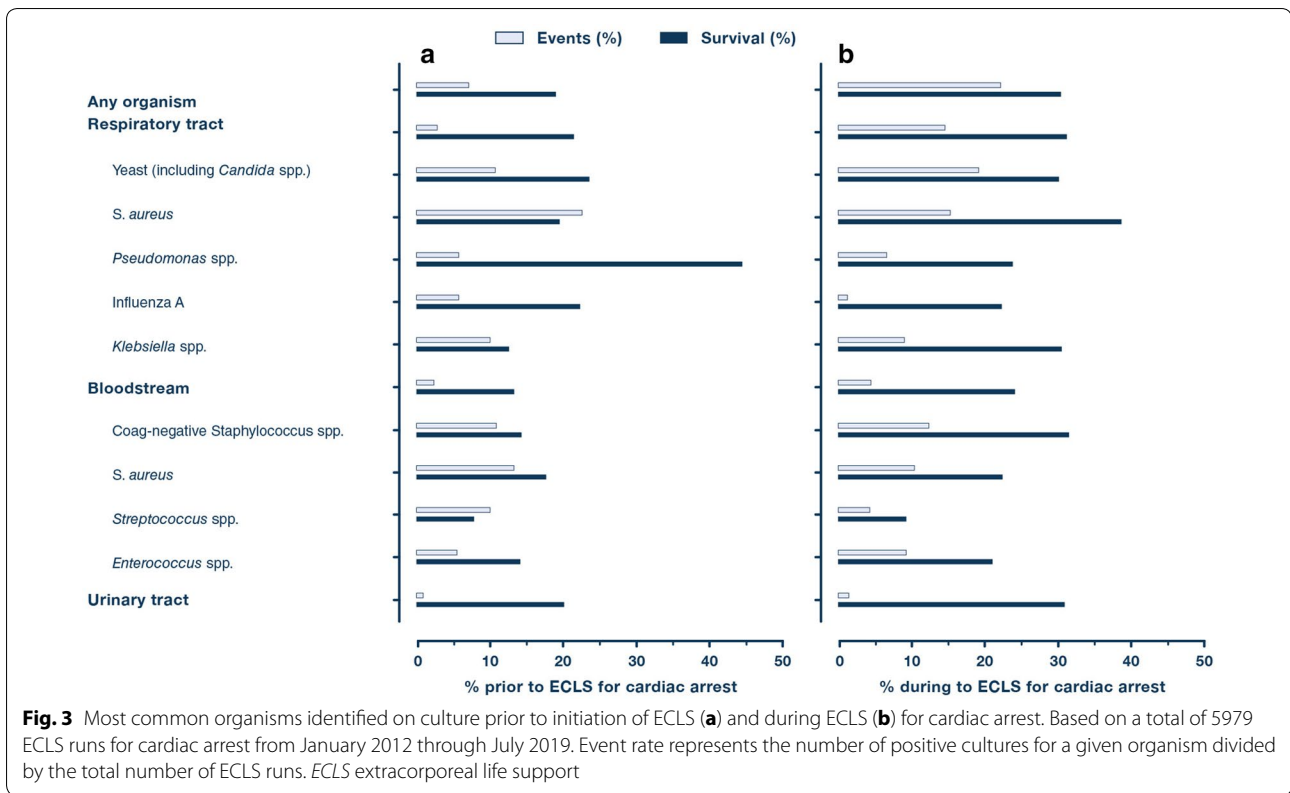 Events (%) Survival (%)
a b
Any organism
Respiratory tract
Yeast (including Candida spp.)
S. aureus
Pseudomonas spp.
Influenza A
Klebsiella spp.
Bloodstream
Coag-negative Staphylococcus spp.
S. aureus
Streptococcus spp.
Enterococcus spp.
Urinary tract
0 10 20 30 40 50 0 10 20 30 40 50
% prior to ECLS for cardiac arrest % during to ECLS for cardiac arrest
Fig. 3 Most common organisms identified on culture prior to initiation of ECLS (a) and during ECLS (b) for cardiac arrest. Based on a total of 5979
ECLS runs for cardiac arrest from January 2012 through July 2019. Event rate represents the number of positive cultures for a given organism divided
by the total number of ECLS runs. ECLS extracorporeal life support